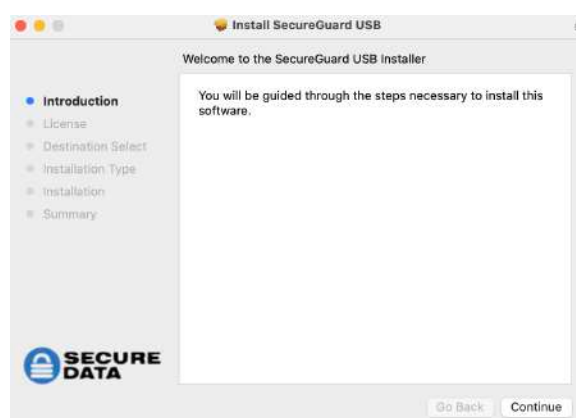 Install SecureGuard USB
Welcome to the SecureGuard USB Installer
Introduction
License
Destination Select
Installation Type
Installation
Summary
You will be guided through the steps necessary to install this
software.
SECURE
DATA
Go Back
Continue